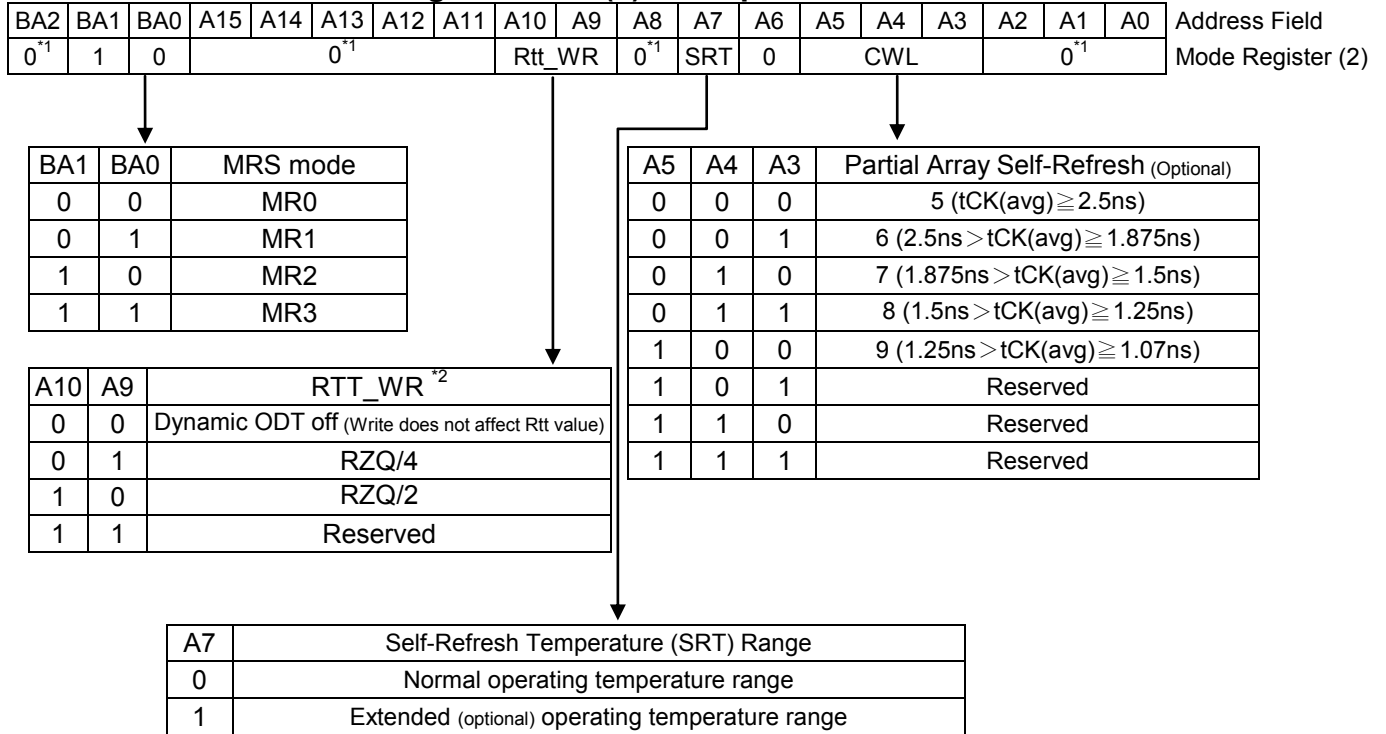 BA2 BA1 BA0 A15 A14 A13 A12 A11 A10 A9 A8 A7 A6 A5 A4 A3 A2 A1 A0 Address Field
0*1 1 0 0*1 Rtt_WR 0*1 SRT 0 CWL 0*1 Mode Register (2)
BA1 BA0 MRS mode
0 0 MR0
0 1 MR1
1 0 MR2
1 1 MR3
A5 A4 A3 Partial Array Self-Refresh (Optional)
0 0 0 5 (tCK(avg)≧2.5ns)
0 0 1 6 (2.5ns>tCK(avg)≧1.875ns)
0 1 0 7 (1.875ns>tCK(avg)≧1.5ns)
0 1 1 8 (1.5ns>tCK(avg)≧1.25ns)
1 0 0 9 (1.25ns>tCK(avg)≧1.07ns)
1 0 1 Reserved
1 1 0 Reserved
1 1 1 Reserved
A10 A9 RTT_WR *2
0 0 Dynamic ODT off (Write does not affect Rtt value)
0 1 RZQ/4
1 0 RZQ/2
1 1 Reserved
A7 Self-Refresh Temperature (SRT) Range
0 Normal operating temperature range
1 Extended (optional) operating temperature range